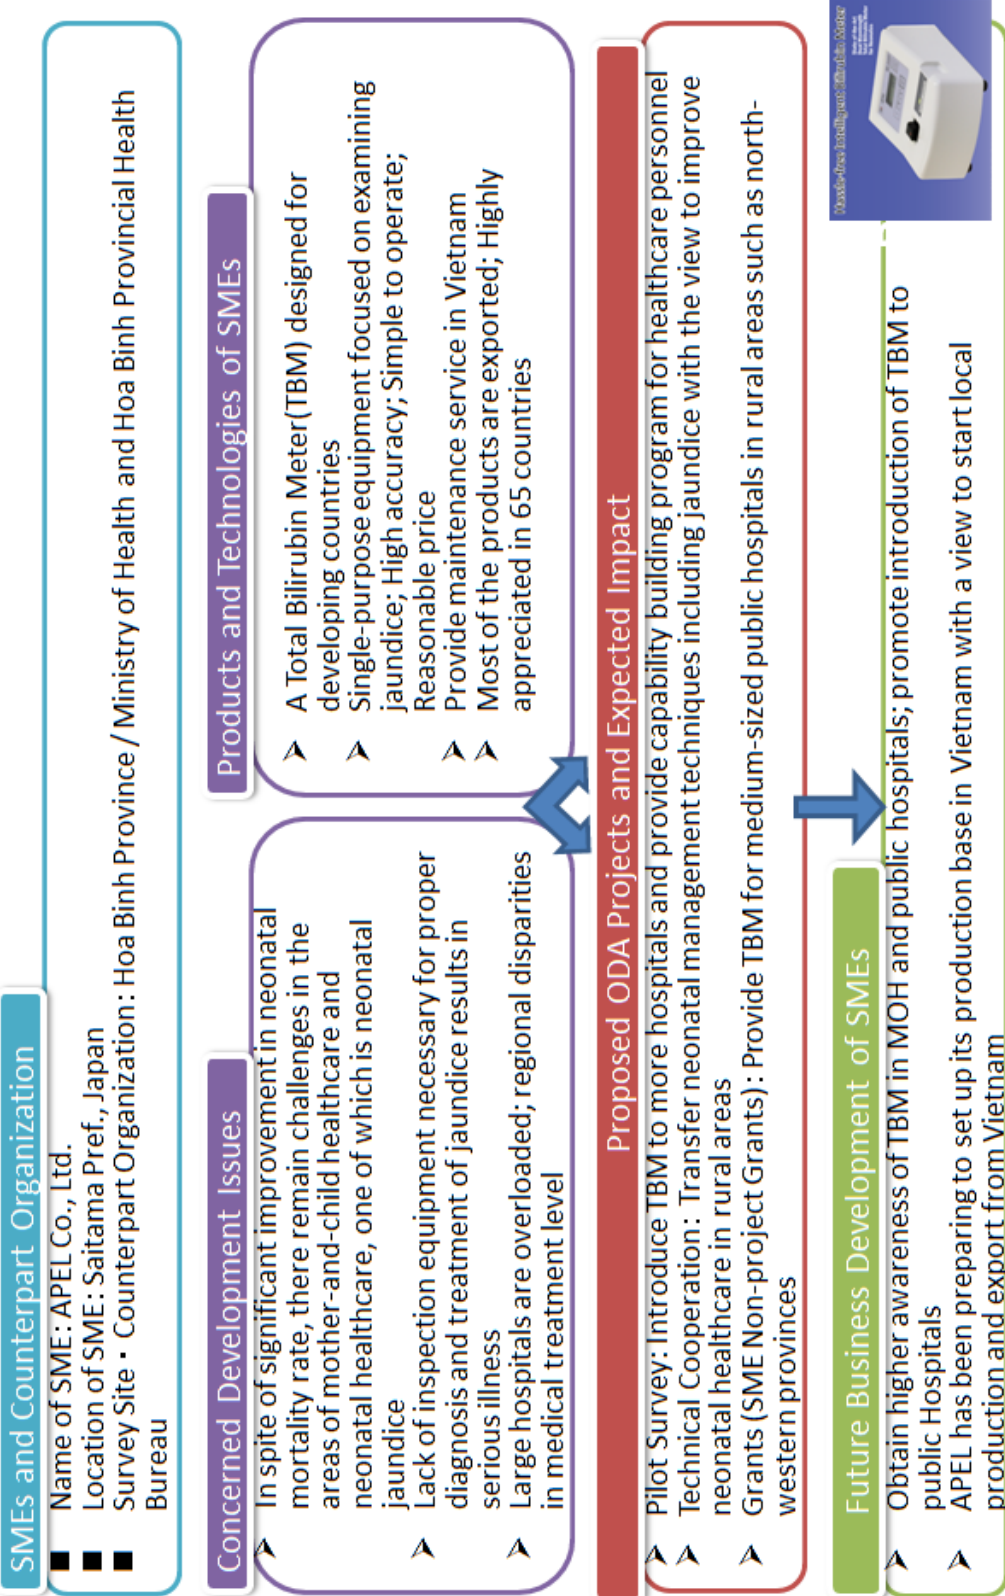 SMEs and Counterpart Organization
■ Name of SME: APEL Co., Ltd.
■ Location of SME: Saitama Pref., Japan
■ Survey Site・Counterpart Organization: Hoa Binh Province / Ministry of Health and Hoa Binh Provincial Health
Bureau
Concerned Development Issues
➢ In spite of significant improvement in neonatal
mortality rate, there remain challenges in the
areas of mother-and-child healthcare and
neonatal healthcare, one of which is neonatal
jaundice
➢ Lack of inspection equipment necessary for proper
diagnosis and treatment of jaundice results in
serious illness
➢ Large hospitals are overloaded; regional disparities
in medical treatment level
Products and Technologies of SMEs
➢ A Total Bilirubin Meter(TBM) designed for
developing countries
➢ Single-purpose equipment focused on examining
jaundice; High accuracy; Simple to operate;
Reasonable price
➢ Provide maintenance service in Vietnam
➢ Most of the products are exported; Highly
appreciated in 65 countries
Proposed ODA Projects and Expected Impact
➢ Pilot Survey: Introduce TBM to more hospitals and provide capability building program for healthcare personnel
➢ Technical Cooperation: Transfer neonatal management techniques including jaundice with the view to improve
neonatal healthcare in rural areas
➢ Grants (SME Non-project Grants): Provide TBM for medium-sized public hospitals in rural areas such as north-
western provinces
Future Business Development of SMEs
➢ Obtain higher awareness of TBM in MOH and public hospitals; promote introduction of TBM to
public Hospitals
➢ APEL has been preparing to set up its production base in Vietnam with a view to start local
production and export from Vietnam
Hassle-free Intelligent Bilirubin Meter